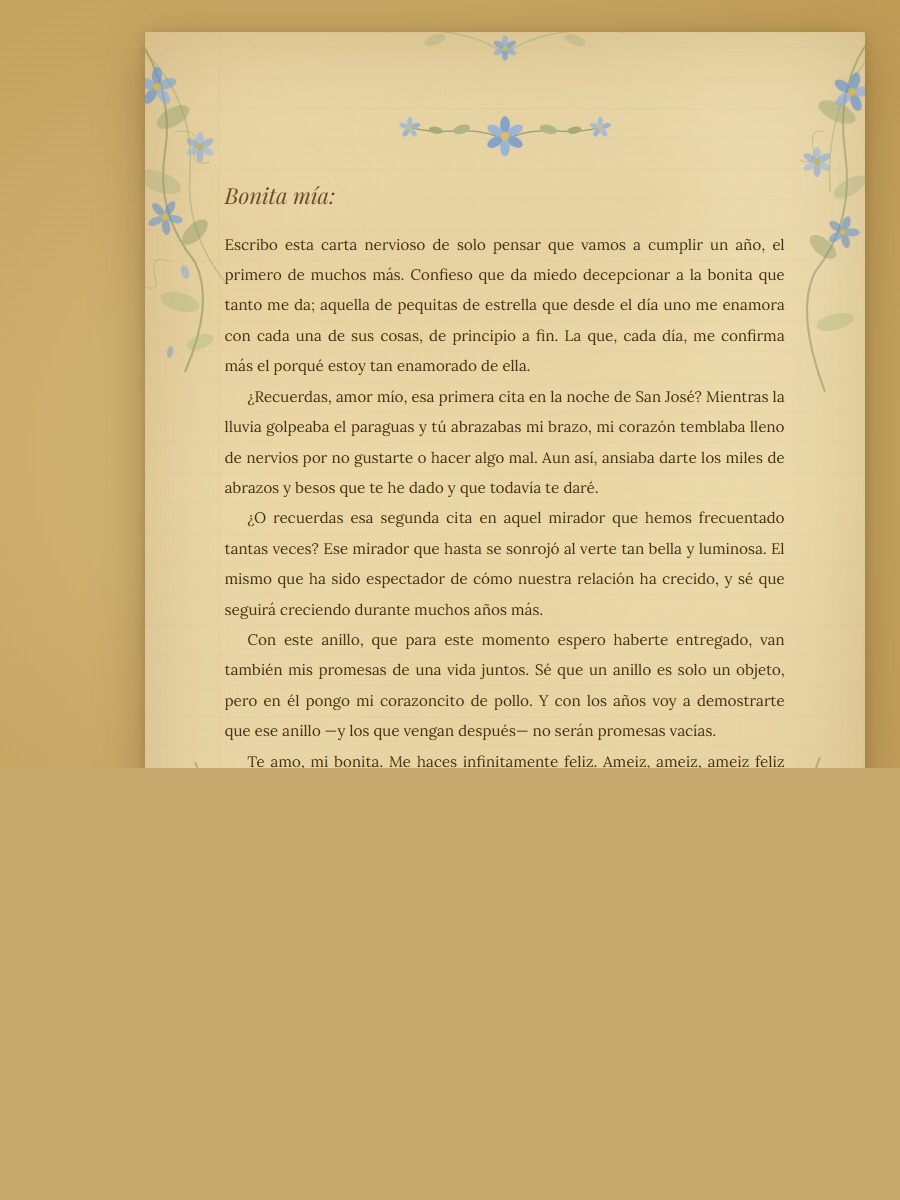 Bonita mía:
Escribo esta carta nervioso de solo pensar que vamos a cumplir un año, el
primero de muchos más. Confieso que da miedo decepcionar a la bonita que
tanto me da; aquella de pequitas de estrella que desde el día uno me enamora
con cada una de sus cosas, de principio a fin. La que, cada día, me confirma
más el porqué estoy tan enamorado de ella.
¿Recuerdas, amor mío, esa primera cita en la noche de San José? Mientras la
lluvia golpeaba el paraguas y tú abrazabas mi brazo, mi corazón temblaba lleno
de nervios por no gustarte o hacer algo mal. Aun así, ansiaba darte los miles de
abrazos y besos que te he dado y que todavía te daré.
¿O recuerdas esa segunda cita en aquel mirador que hemos frecuentado
tantas veces? Ese mirador que hasta se sonrojó al verte tan bella y luminosa. El
mismo que ha sido espectador de cómo nuestra relación ha crecido, y sé que
seguirá creciendo durante muchos años más.
Con este anillo, que para este momento espero haberte entregado, van
también mis promesas de una vida juntos. Sé que un anillo es solo un objeto,
pero en él pongo mi corazoncito de pollo. Y con los años voy a demostrarte
que ese anillo —y los que vengan después— no serán promesas vacías.
Te amo, mi bonita. Me haces infinitamente feliz. Ameiz, ameiz, ameiz feliz